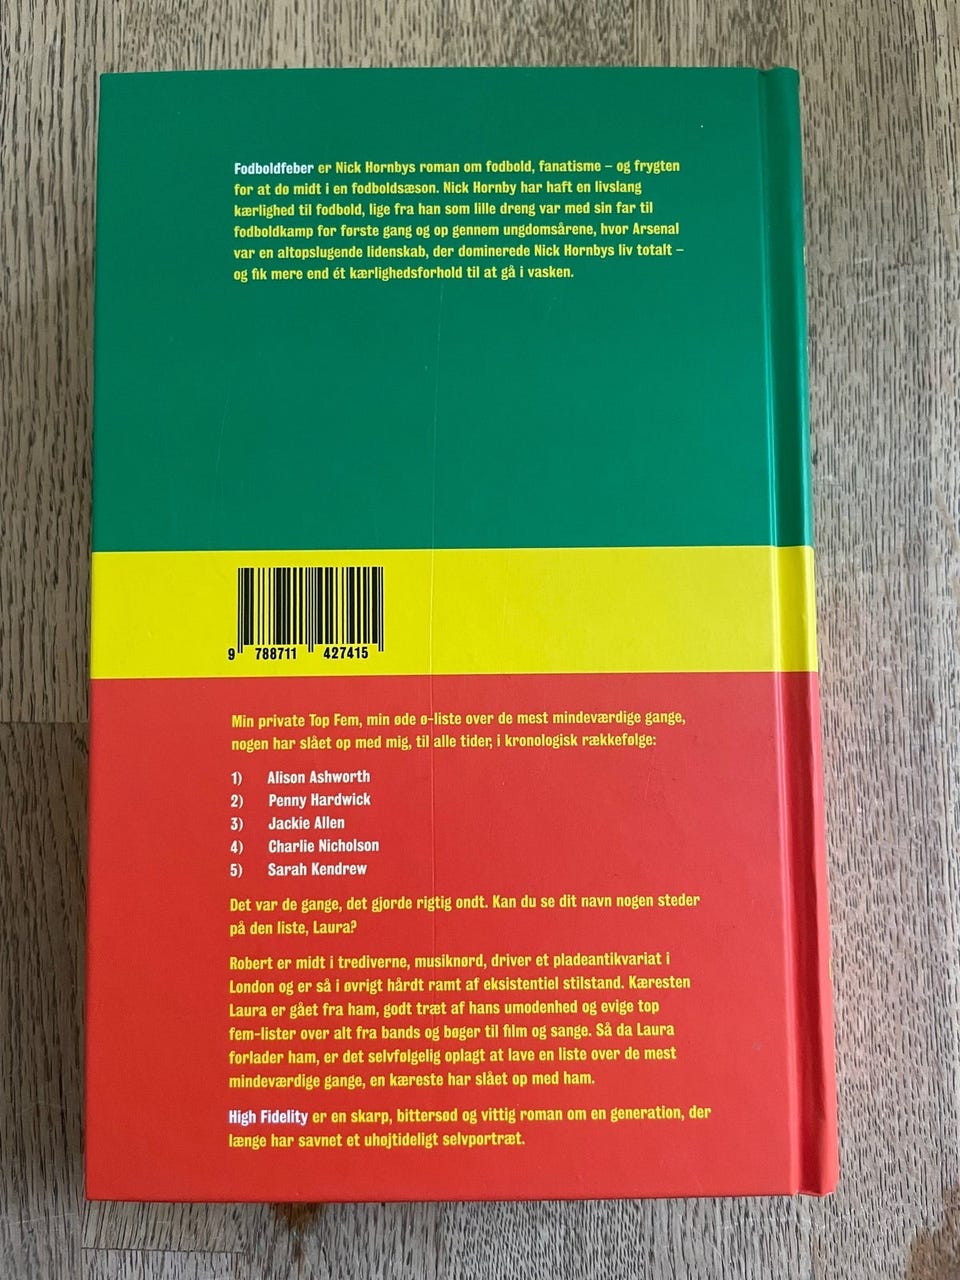 Fodboldfeber er Nick Hornbys roman om fodbold, fanatisme – og frygten
for at dø midt i en fodboldsæson. Nick Hornby har haft en livslang
kærlighed til fodbold, lige fra han som lille dreng var med sin far til
fodboldkamp for første gang og op gennem ungdomsårene, hvor Arsenal
var en altopslugende lidenskab, der dominerede Nick Hornbys liv totalt –
og fik mere end ét kærlighedsforhold til at gå i vasken.
9 788711 427415
Min private Top Fem, min øde ø-liste over de mest mindeværdige gange,
nogen har slået op med mig, til alle tider, i kronologisk rækkefølge:
1) Alison Ashworth
2) Penny Hardwick
3) Jackie Allen
4) Charlie Nicholson
5) Sarah Kendrew
Det var de gange, det gjorde rigtig ondt. Kan du se dit navn nogen steder
på den liste, Laura?
Robert er midt i trediverne, musiknørd, driver et pladeantikvariat i
London og er så i øvrigt hårdt ramt af eksistentiel stilstand. Kæresten
Laura er gået fra ham, godt træt af hans umodenhed og evige top
fem-lister over alt fra bands og bøger til film og sange. Så da Laura
forlader ham, er det selvfølgelig oplagt at lave en liste over de mest
mindeværdige gange, en kæreste har slået op med ham.
High Fidelity er en skarp, bittersød og vittig roman om en generation, der
længe har savnet et uhøjtideligt selvportræt.